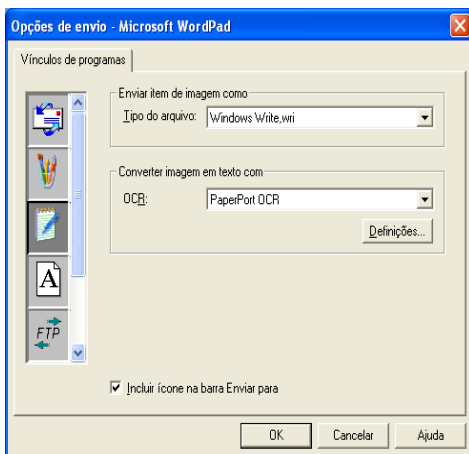 Opções de envio - Microsoft WordPad
Vínculos de programas
Enviar item de imagem como
Tipo do arquivo: Windows Write,wri
Converter imagem em texto com
OCR: PaperPort OCR
Definições...
A
FTP
Incluir ícone na barra Enviar para
OK Cancelar Ajuda